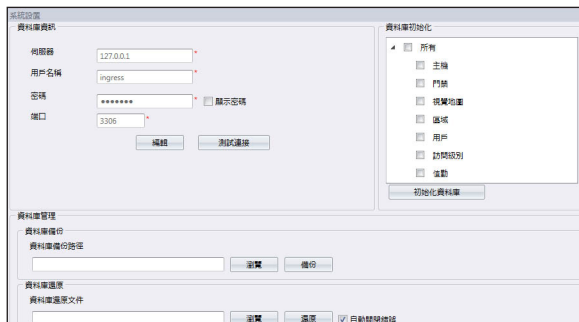 系統設置
資料庫資訊
伺服器
127.0.0.1
*
用戶名稱
ingress
*
密碼
●●●●●●●
*
顯示密碼
端口
3306
*
編輯
測試連接
資料庫初始化
所有
主機
門禁
視覺地圖
區域
用戶
訪問級別
值勤
初始化資料庫
資料庫管理
資料庫備份
資料庫備份路徑
瀏覽
備份
資料庫還原
資料庫還原文件
瀏覽
還原
自動關閉錯誤